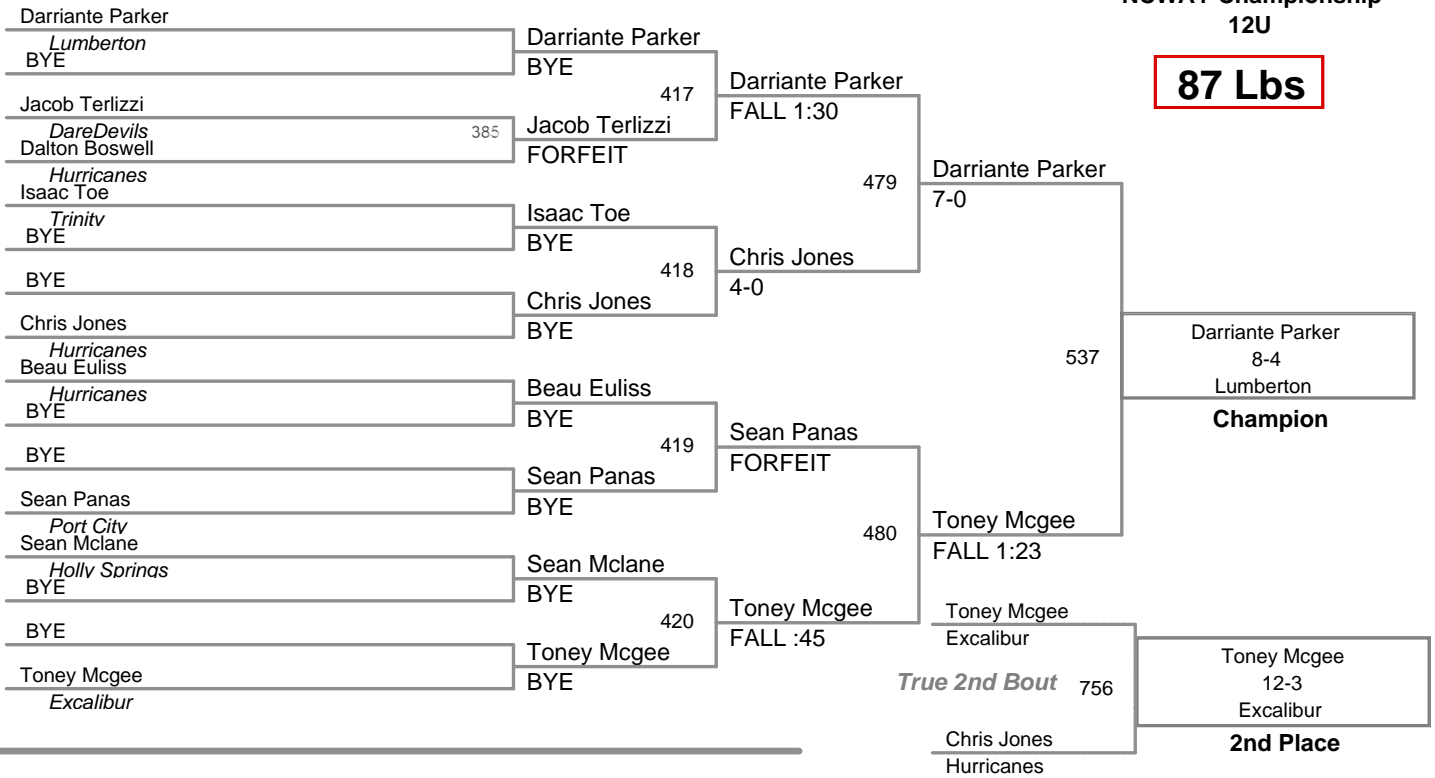 NCWAY Championship
12U
87 Lbs
Darriante Parker
Lumberton
BYE
Jacob Terlizzi
DareDevils
Dalton Boswell
Hurricanes
Isaac Toe
Trinity
BYE
BYE
Chris Jones
Hurricanes
Beau Euliss
Hurricanes
BYE
BYE
Sean Panas
Port City
Sean Mclane
Holly Springs
BYE
BYE
Toney Mcgee
Excalibur
385
Darriante Parker
BYE
417
Jacob Terlizzi
FORFEIT
Isaac Toe
BYE
418
Chris Jones
BYE
Beau Euliss
BYE
419
Sean Panas
BYE
Sean Mclane
BYE
420
Toney Mcgee
BYE
Darriante Parker
FALL 1:30
479
Chris Jones
4-0
Sean Panas
FORFEIT
480
Toney Mcgee
FALL :45
Darriante Parker
7-0
537
Toney Mcgee
FALL 1:23
Darriante Parker
8-4
Lumberton
Champion
Toney Mcgee
Excalibur
True 2nd Bout 756
Chris Jones
Hurricanes
Toney Mcgee
12-3
Excalibur
2nd Place